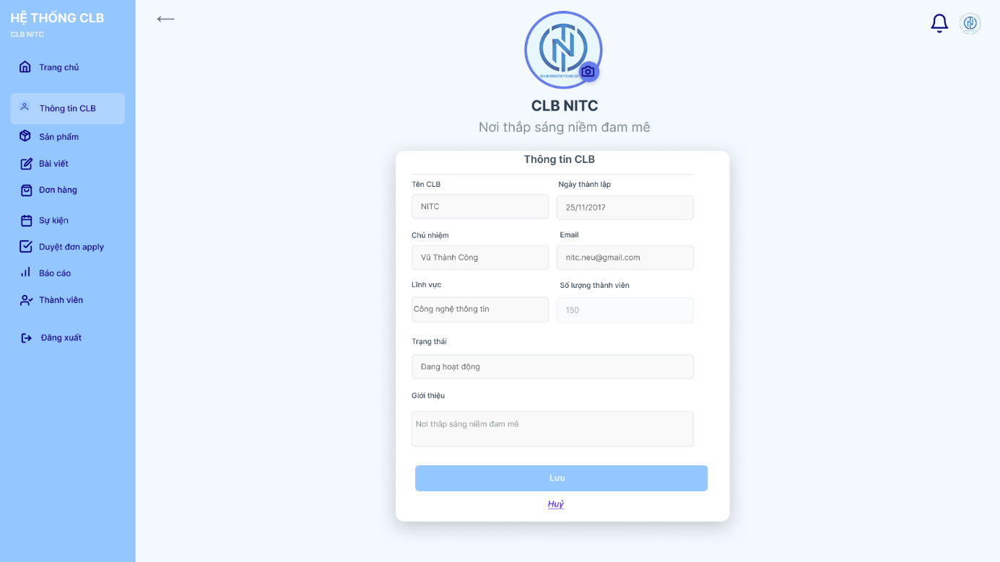 HỆ THỐNG CLB
CLB NITC
Trang chủ
Thông tin CLB
Sản phẩm
Bài viết
Đơn hàng
Sự kiện
Duyệt đơn apply
Báo cáo
Thành viên
Đăng xuất
NEU INFORMATION TECHNOLOGY
CLB NITC
Nơi thắp sáng niềm đam mê
Thông tin CLB
Tên CLB
Ngày thành lập
NITC
25/11/2017
Chủ nhiệm
Email
Vũ Thành Công
nitc.neu@gmail.com
Lĩnh vực
Số lượng thành viên
Công nghệ thông tin
150
Trạng thái
Đang hoạt động
Giới thiệu
Nơi thắp sáng niềm đam mê
Lưu
Huỷ